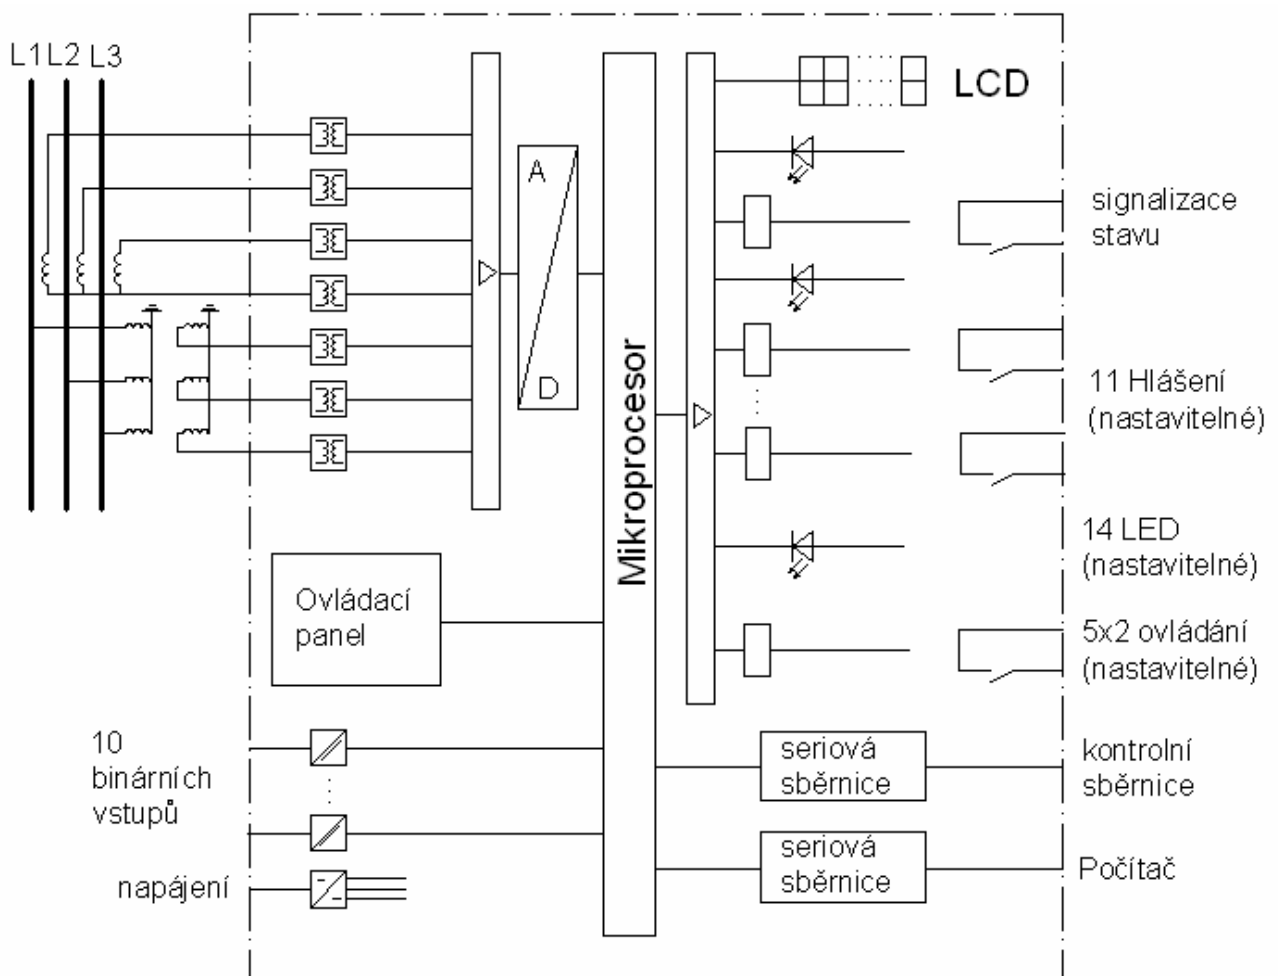 L1 L2 L3
LCD
A
D
Mikroprocesor
signalizace
stavu
11 Hlášení
(nastavitelné)
14 LED
(nastavitelné)
Ovládací
panel
5x2 ovládání
(nastavitelné)
10
binárních
vstupů
seriová
sběrnice
kontrolní
sběrnice
napájení
seriová
sběrnice
Počítač